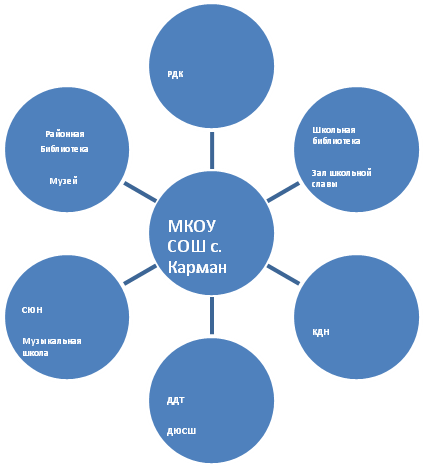 РДК
Районная
Библиотека
Музей
Школьная
библиотека
Зал школьной
славы
МКОУ
СОШ с.
Карман
СЮН
Музыкальная
школа
КДН
ДДТ
ДЮСШ